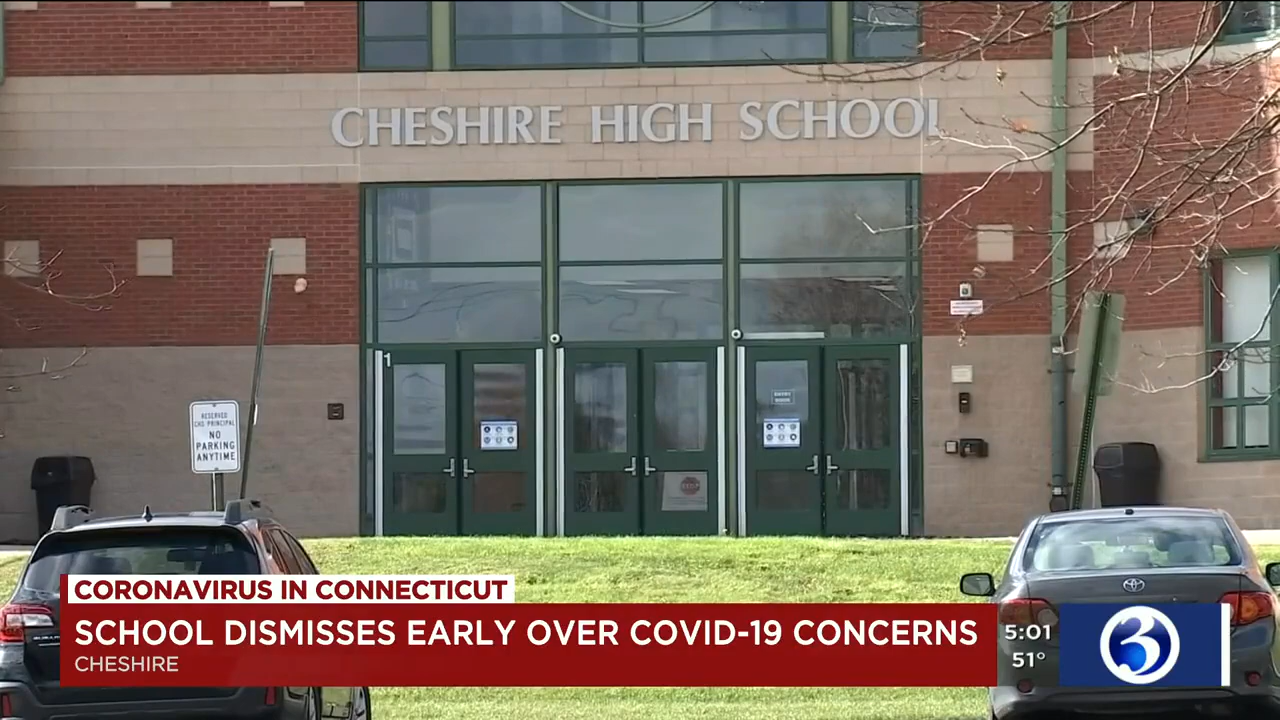 CHESHIRE HIGH SCHOOL
RESERVED
CHS PRINCIPAL
NO
PARKING
ANYTIME
STOP
SUBARU
CORONAVIRUS IN CONNECTICUT
SCHOOL DISMISSES EARLY OVER COVID-19 CONCERNS
CHESHIRE
5:01
51°
3